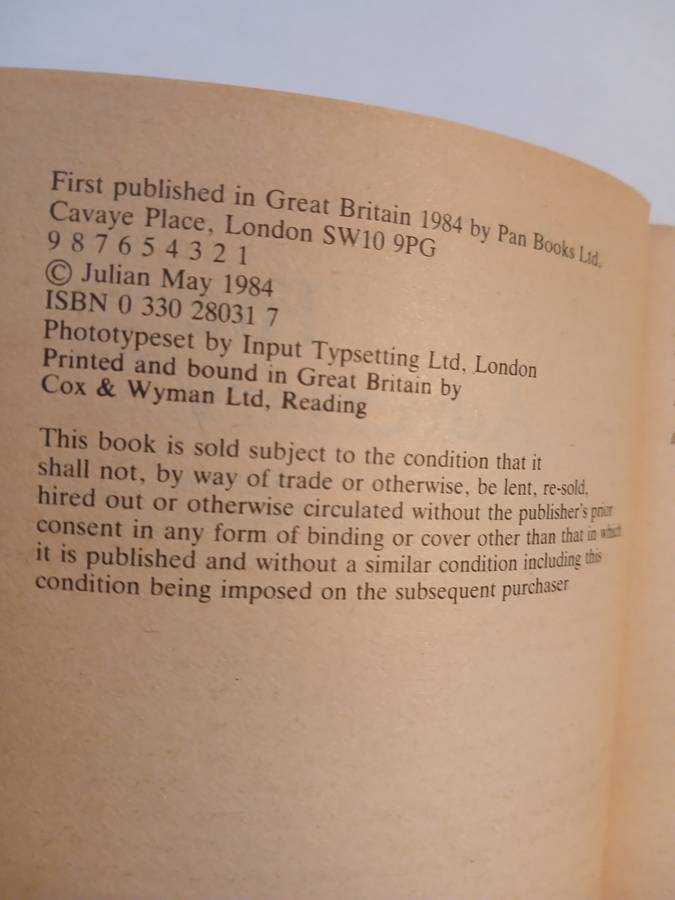 First published in Great Britain 1984 by Pan Books Ltd,
Cavaye Place, London SW10 9PG
9 8 7 6 5 4 3 2 1
© Julian May 1984
ISBN 0 330 28031 7
Phototypeset by Input Typsetting Ltd, London
Printed and bound in Great Britain by
Cox & Wyman Ltd, Reading
This book is sold subject to the condition that it
shall not, by way of trade or otherwise, be lent, re-sold,
hired out or otherwise circulated without the publisher's prior
consent in any form of binding or cover other than that in which
it is published and without a similar condition including this
condition being imposed on the subsequent purchaser